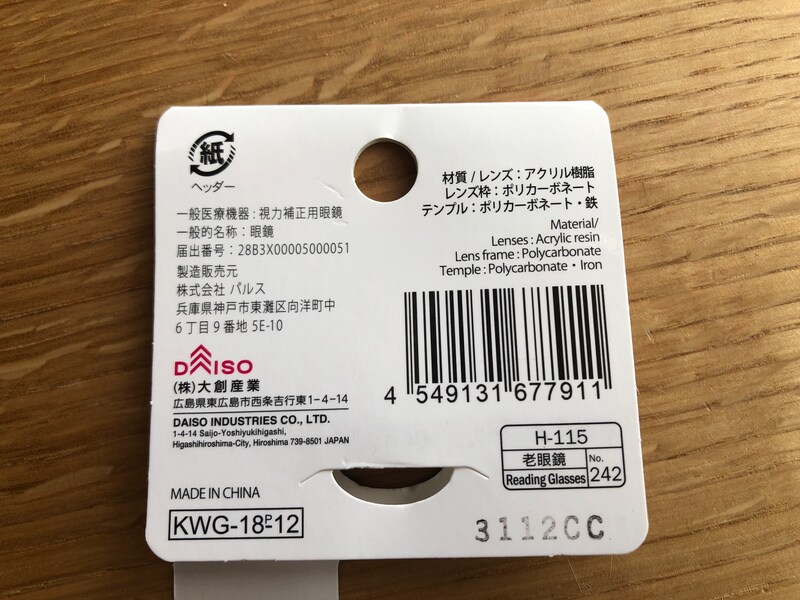 紙
ヘッダー
一般医療機器:視力補正用眼鏡
一般的名称:眼鏡
届出番号:28B3X00005000051
製造販売元
株式会社 パルス
兵庫県神戸市東灘区向洋町中
6丁目9番地 5E-10
DAISO
(株)大創産業
広島県東広島市西条吉行東1-4-14
DAISO INDUSTRIES CO., LTD.
1-4-14 Saijo-Yoshiyukihigashi,
Higashihiroshima-City, Hiroshima 739-8501 JAPAN
MADE IN CHINA
KWG-18P-12
材質/レンズ:アクリル樹脂
レンズ枠:ポリカーボネート
テンプル:ポリカーボネート・鉄
Material/
Lenses:Acrylic resin
Lens frame:Polycarbonate
Temple:Polycarbonate・Iron
4 549131 677911
H-115
老眼鏡
Reading Glasses
No.
242
3112CC